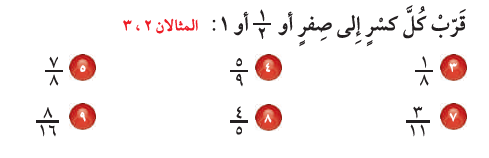 قَرّبْ كُلَّ كسْرٍ إلى صِفرٍ أو ١/٢ أو ١ : المثالان ٢ ، ٣
٣ ١/٨ ٤ ٥/٩ ٥ ٧/٨
٧ ٣/١١ ٨ ٤/٥ ٩ ٨/١٦